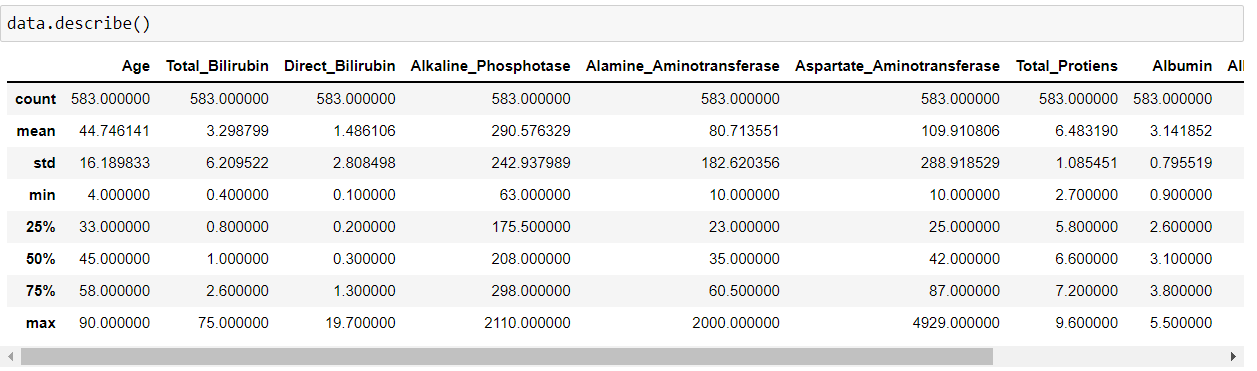 data.describe()
Age Total_Bilirubin Direct_Bilirubin Alkaline_Phosphotase Alamine_Aminotransferase Aspartate_Aminotransferase Total_Protiens Albumin Al
count 583.000000 583.000000 583.000000 583.000000 583.000000 583.000000 583.000000 583.000000
mean 44.746141 3.298799 1.486106 290.576329 80.713551 109.910806 6.483190 3.141852
std 16.189833 6.209522 2.808498 242.937989 182.620356 288.918529 1.085451 0.795519
min 4.000000 0.400000 0.100000 63.000000 10.000000 10.000000 2.700000 0.900000
25% 33.000000 0.800000 0.200000 175.500000 23.000000 25.000000 5.800000 2.600000
50% 45.000000 1.000000 0.300000 208.000000 35.000000 42.000000 6.600000 3.100000
75% 58.000000 2.600000 1.300000 298.000000 60.500000 87.000000 7.200000 3.800000
max 90.000000 75.000000 19.700000 2110.000000 2000.000000 4929.000000 9.600000 5.500000